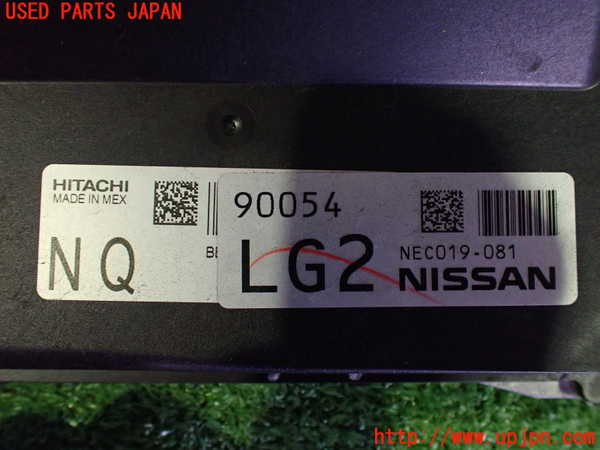 USED PARTS JAPAN
HITACHI
MADE IN MEX
NQ
90054
LG2
NEC019-081
NISSAN
http://www.upjpn.com